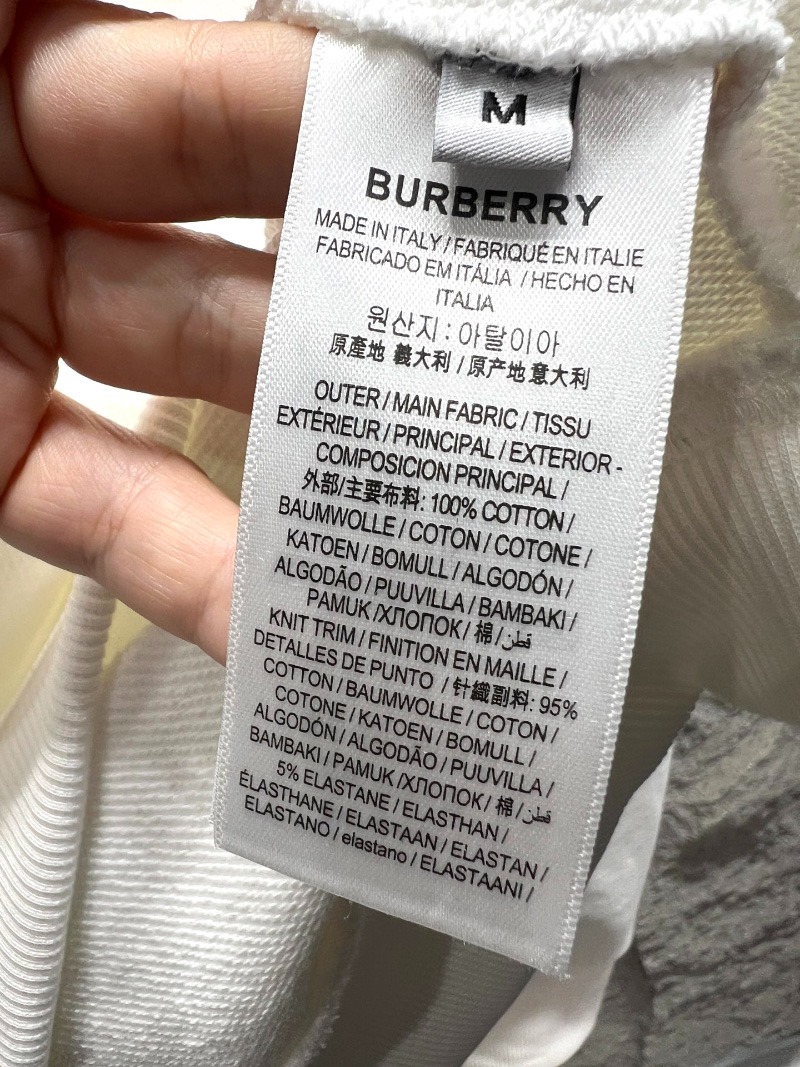 M
BURBERRY
MADE IN ITALY / FABRIQUÉ EN ITALIE
FABRICADO EM ITÁLIA / HECHO EN
ITALIA
원산지 : 아탈이아
原產地 義大利 / 原产地 意大利
OUTER / MAIN FABRIC / TISSU
EXTÉRIEUR / PRINCIPAL / EXTERIOR -
COMPOSICION PRINCIPAL /
外部/主要布料: 100% COTTON /
BAUMWOLLE / COTON / COTONE /
KATOEN / BOMULL / ALGODÓN /
ALGODÃO / PUUVILLA / BAMBAKI /
PAMUK /ХЛОПОК/ 棉/ قطن
KNIT TRIM / FINITION EN MAILLE /
DETALLES DE PUNTO / 针織副料: 95%
COTTON / BAUMWOLLE / COTON /
COTONE / KATOEN / BOMULL /
ALGODÓN / ALGODÃO / PUUVILLA /
BAMBAKI / PAMUK /ХЛОПОК/ 棉/ قطن
5% ELASTANE / ELASTHAN /
ÉLASTHANE / ELASTAAN / ELASTAN /
ELASTANO / elastano / ELASTAANI /